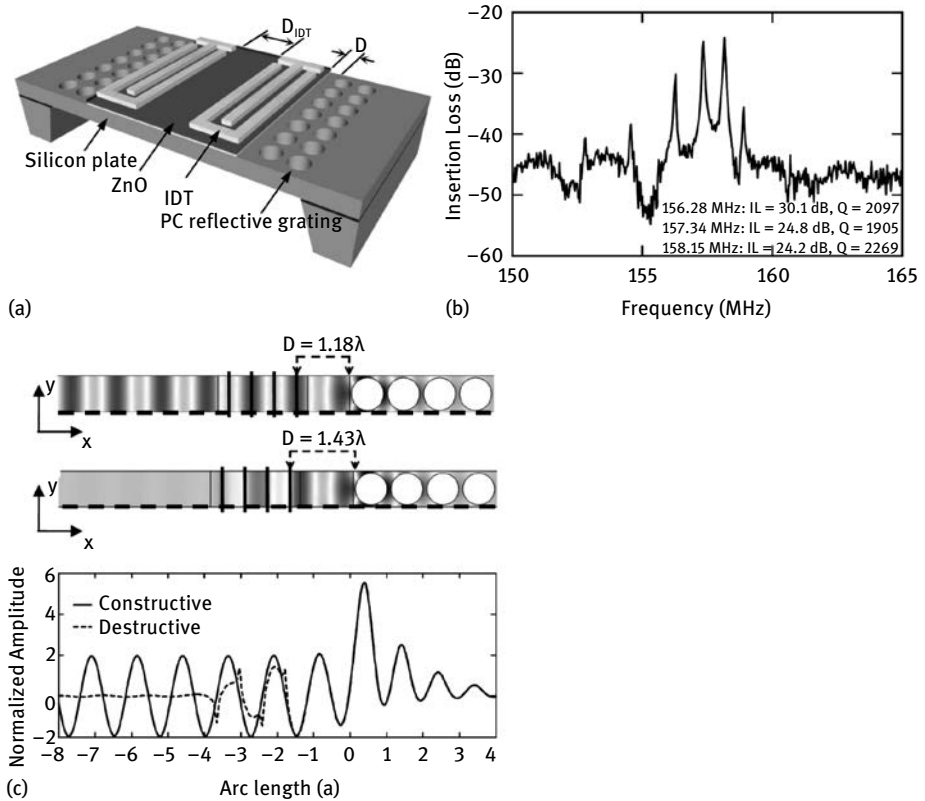 D_IDT
D
Silicon plate
ZnO
IDT
PC reflective grating
(a)
−20
−30
−40
−50
−60
Insertion Loss (dB)
156.28 MHz: IL = 30.1 dB, Q = 2097
157.34 MHz: IL = 24.8 dB, Q = 1905
158.15 MHz: IL = 24.2 dB, Q = 2269
150 155 160 165
Frequency (MHz)
(b)
D = 1.18λ
y
x
D = 1.43λ
y
x
Normalized Amplitude
6
4
2
0
−2
Constructive
Destructive
−8 −7 −6 −5 −4 −3 −2 −1 0 1 2 3 4
Arc length (a)
(c)